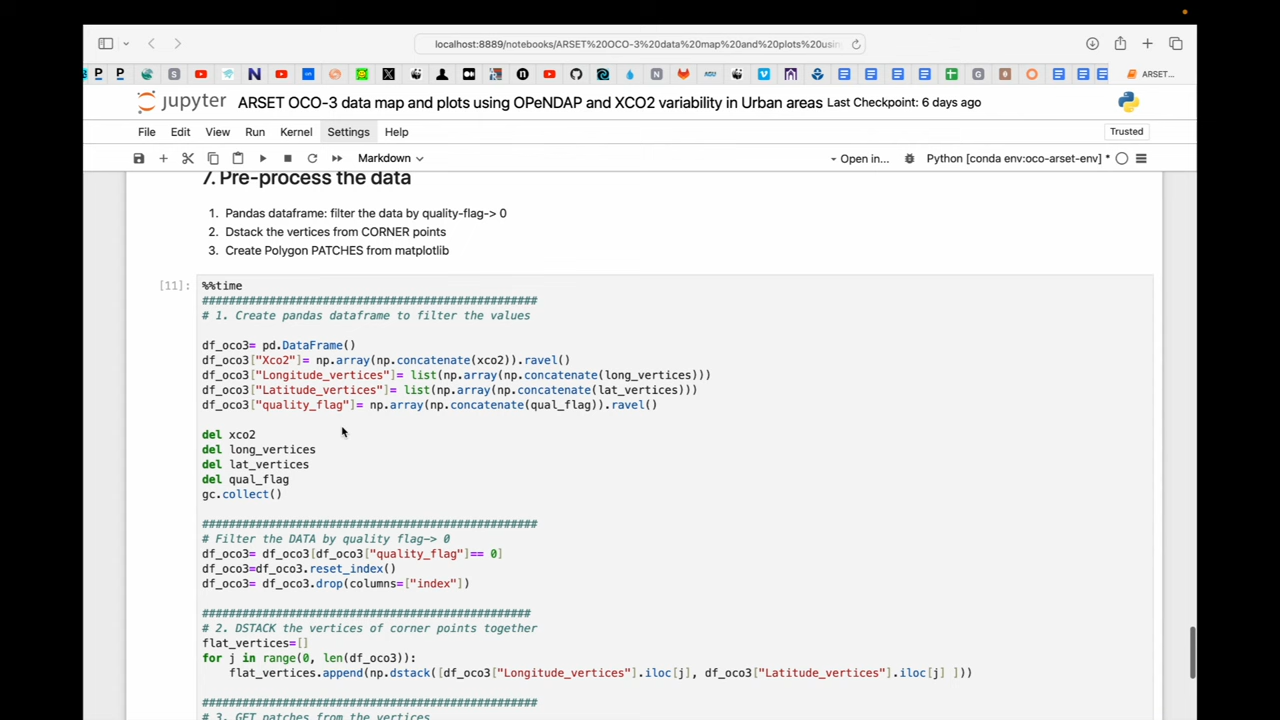 localhost:8889/notebooks/ARSET%20OCO-3%20data%20map%20and%20plots%20usin
ARSET...
jupyter ARSET OCO-3 data map and plots using OPeNDAP and XCO2 variability in Urban areas Last Checkpoint: 6 days ago
File Edit View Run Kernel Settings Help Trusted
Markdown Open in... Python [conda env:oco-arset-env] *
7. Pre-process the data
1. Pandas dataframe: filter the data by quality-flag-> 0
2. Dstack the vertices from CORNER points
3. Create Polygon PATCHES from matplotlib
[11]: %%time
##################################################
# 1. Create pandas dataframe to filter the values
df_oco3= pd.DataFrame()
df_oco3["Xco2"]= np.array(np.concatenate(xco2)).ravel()
df_oco3["Longitude_vertices"]= list(np.array(np.concatenate(long_vertices)))
df_oco3["Latitude_vertices"]= list(np.array(np.concatenate(lat_vertices)))
df_oco3["quality_flag"]= np.array(np.concatenate(qual_flag)).ravel()
del xco2
del long_vertices
del lat_vertices
del qual_flag
gc.collect()
##################################################
# Filter the DATA by quality flag-> 0
df_oco3= df_oco3[df_oco3["quality_flag"]== 0]
df_oco3=df_oco3.reset_index()
df_oco3= df_oco3.drop(columns=["index"])
#################################################
# 2. DSTACK the vertices of corner points together
flat_vertices=[]
for j in range(0, len(df_oco3)):
    flat_vertices.append(np.dstack([df_oco3["Longitude_vertices"].iloc[j], df_oco3["Latitude_vertices"].iloc[j] ]))
##################################################
# 3. GET patches from the vertices